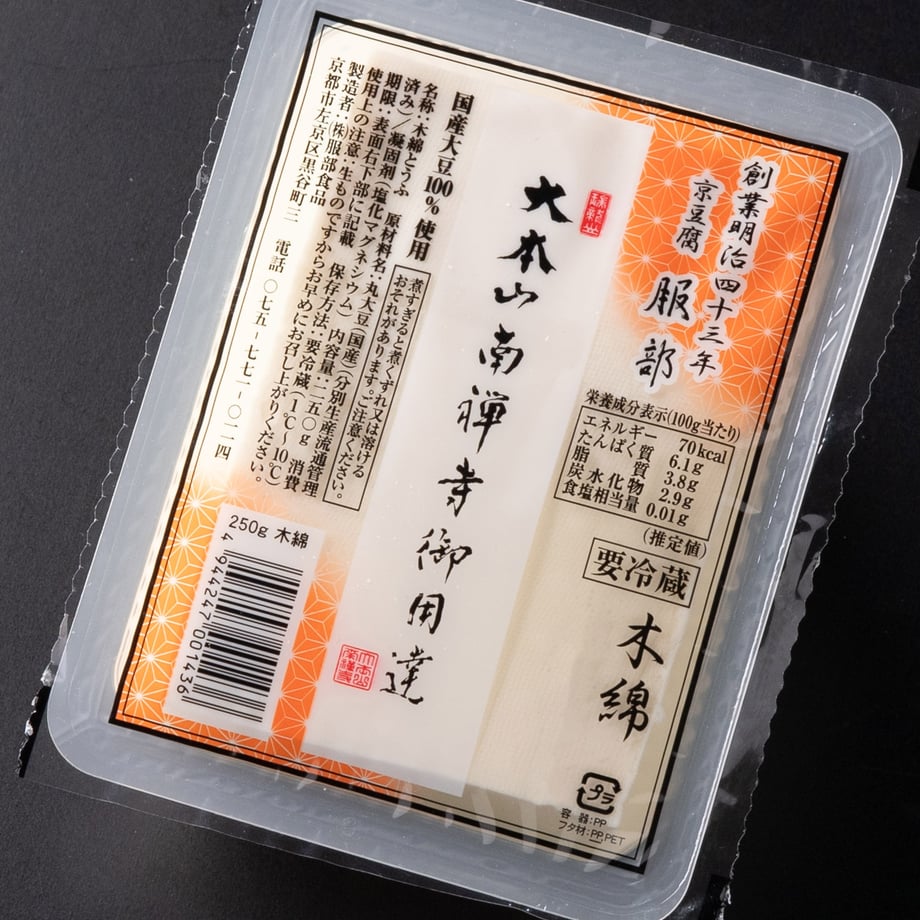 創業明治四十三年
京豆腐
服部
大本山南禅寺御用達
国産大豆100%使用
煮すぎると煮くずれ又は溶ける
おそれがあります。ご注意ください。
名称:木綿とうふ 原材料名:丸大豆(国産)(分別生産流通管理
済み)/凝固剤(塩化マグネシウム) 内容量:二五〇g 消費
期限:表面右下部に記載 保存方法:要冷蔵(1℃~10℃)
使用上の注意:生ものですからお早めにお召し上がりください。
製造者:㈱服部食品
京都市左京区黒谷町三 電話 〇七五-七七一-〇二一四
栄養成分表示(100g当たり)
エネルギー 70kcal
たんぱく質 6.1g
脂質 3.8g
炭水化物 2.9g
食塩相当量 0.01g
(推定値)
要冷蔵
木綿
250g 木綿
4 944247 001436
プラ
容器:PP
フタ材:PP,PET